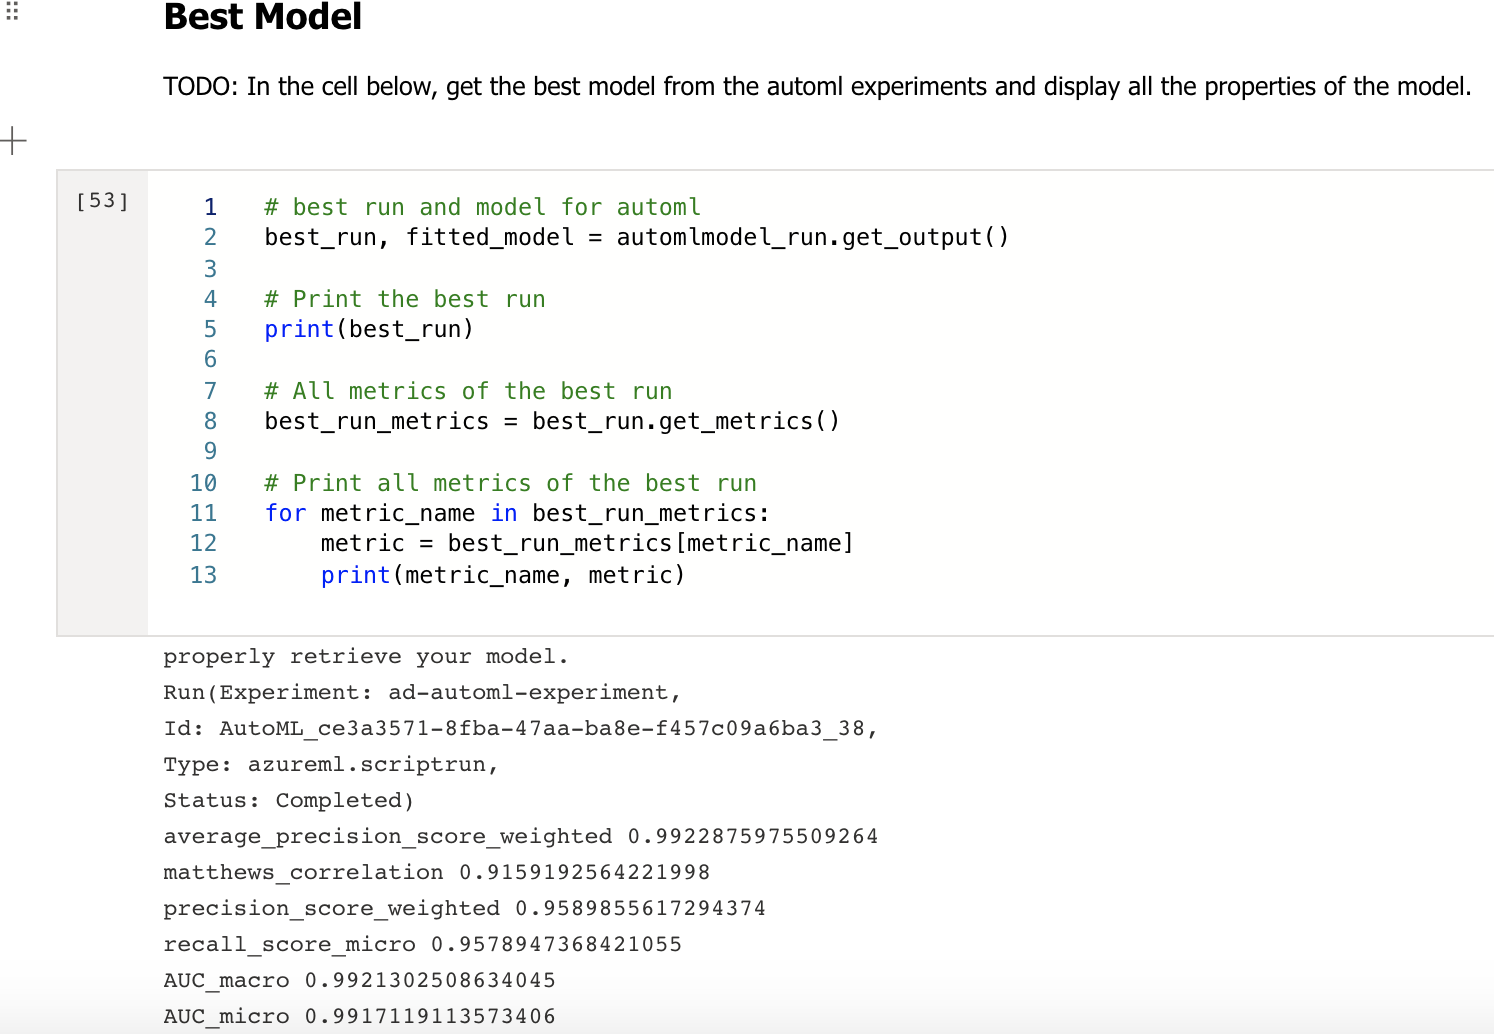 Best Model
TODO: In the cell below, get the best model from the automl experiments and display all the properties of the model.
[53]
1 # best run and model for automl
2 best_run, fitted_model = automlmodel_run.get_output()
3
4 # Print the best run
5 print(best_run)
6
7 # All metrics of the best run
8 best_run_metrics = best_run.get_metrics()
9
10 # Print all metrics of the best run
11 for metric_name in best_run_metrics:
12     metric = best_run_metrics[metric_name]
13     print(metric_name, metric)
properly retrieve your model.
Run(Experiment: ad-automl-experiment,
Id: AutoML_ce3a3571-8fba-47aa-ba8e-f457c09a6ba3_38,
Type: azureml.scriptrun,
Status: Completed)
average_precision_score_weighted 0.9922875975509264
matthews_correlation 0.9159192564221998
precision_score_weighted 0.9589855617294374
recall_score_micro 0.9578947368421055
AUC_macro 0.9921302508634045
AUC_micro 0.9917119113573406